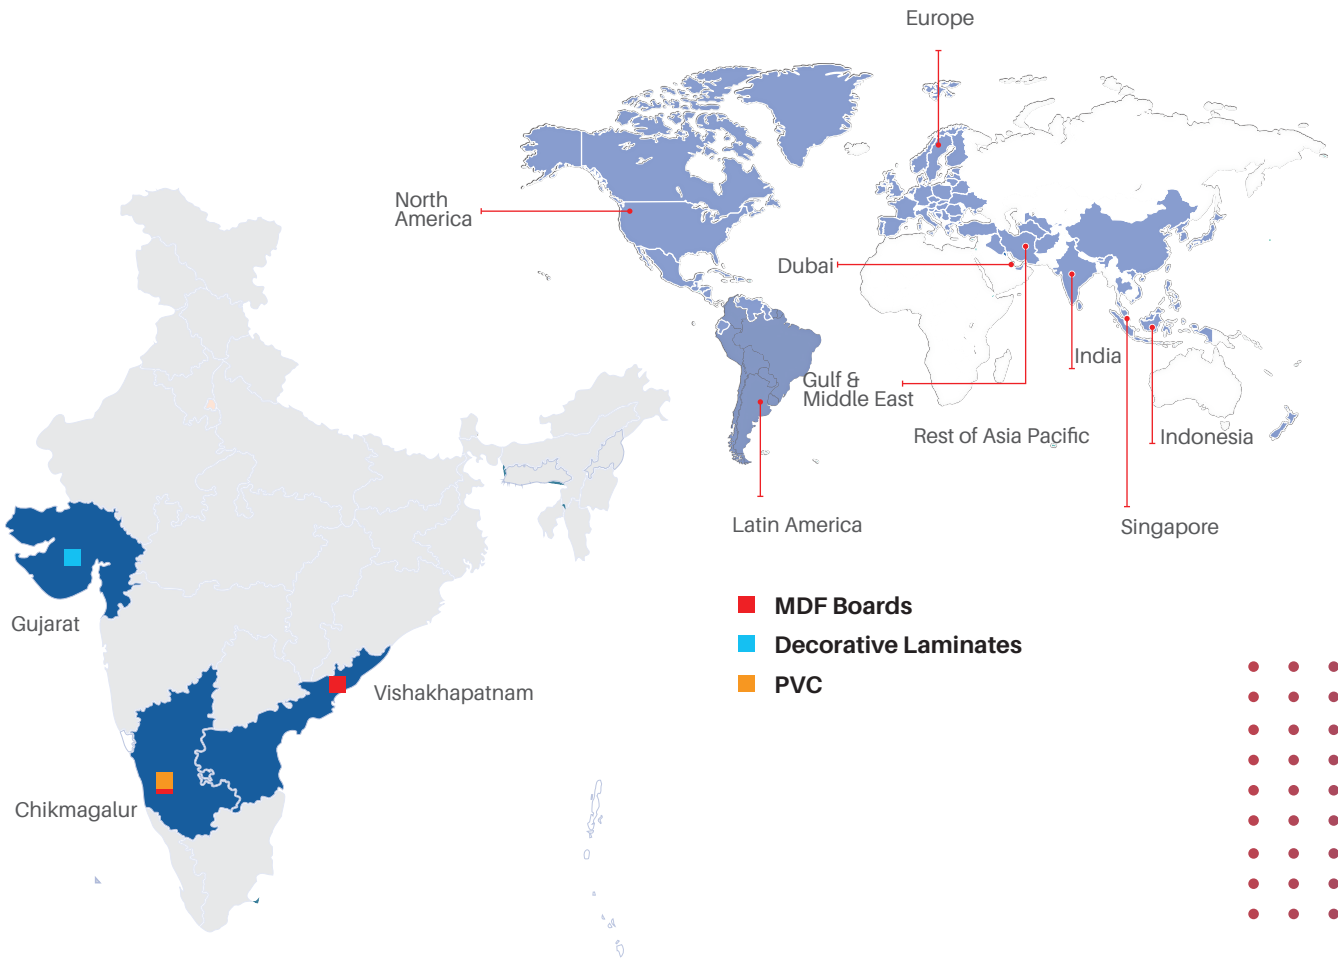 Europe
North
America
Dubai
India
Gulf &
Middle East
Rest of Asia Pacific
Indonesia
Latin America
Singapore
MDF Boards
Decorative Laminates
PVC
Gujarat
Vishakhapatnam
Chikmagalur